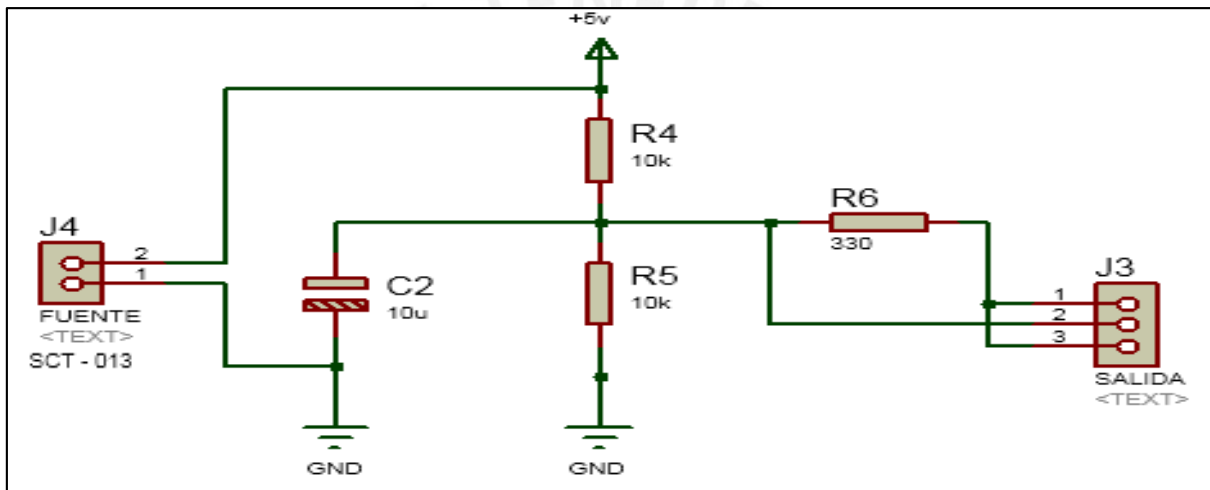 +5v
R4
10k
R6
330
J4
2
1
FUENTE
<TEXT>
SCT - 013
C2
10u
R5
10k
J3
1
2
3
SALIDA
<TEXT>
GND
GND